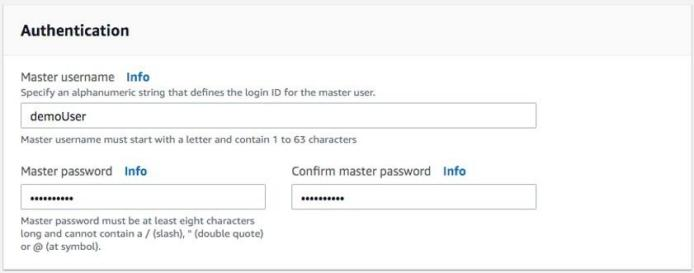 Authentication
Master username Info
Specify an alphanumeric string that defines the login ID for the master user.
demoUser
Master username must start with a letter and contain 1 to 63 characters
Master password Info Confirm master password Info
•••••••••• ••••••••••
Master password must be at least eight characters
long and cannot contain a / (slash), " (double quote)
or @ (at symbol).